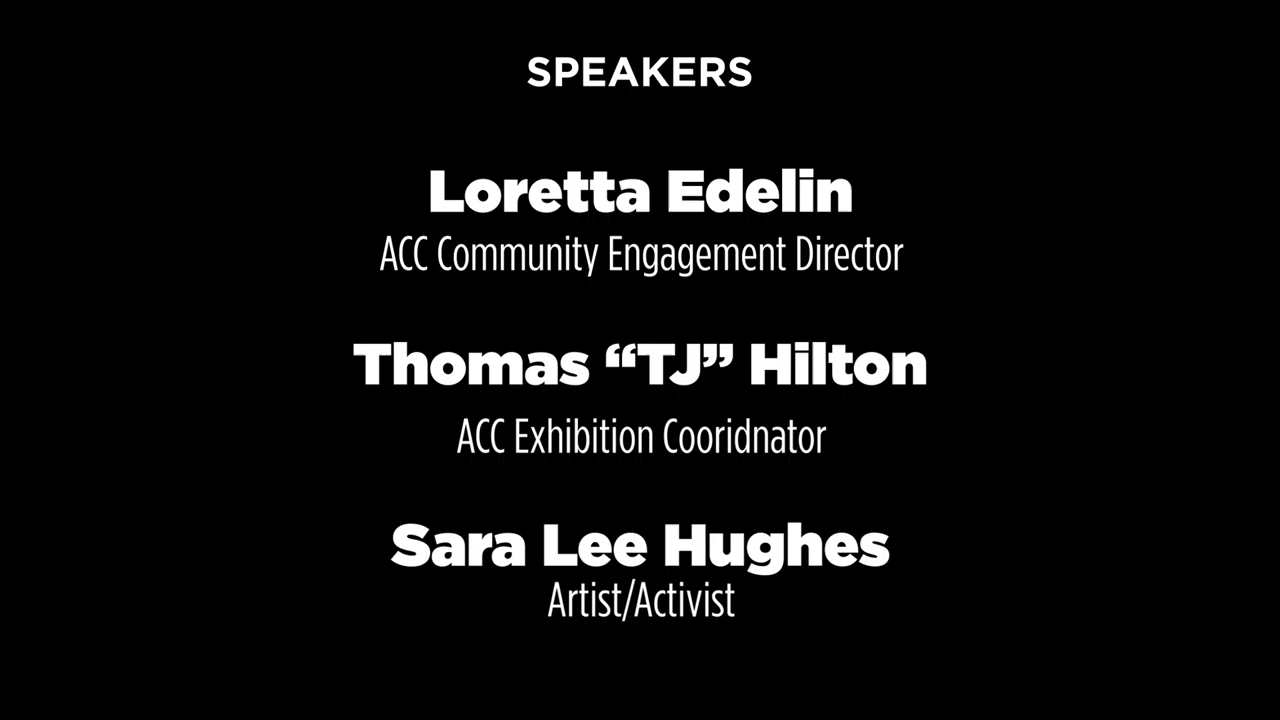 SPEAKERS
Loretta Edelin
ACC Community Engagement Director
Thomas “TJ” Hilton
ACC Exhibition Cooridnator
Sara Lee Hughes
Artist/Activist